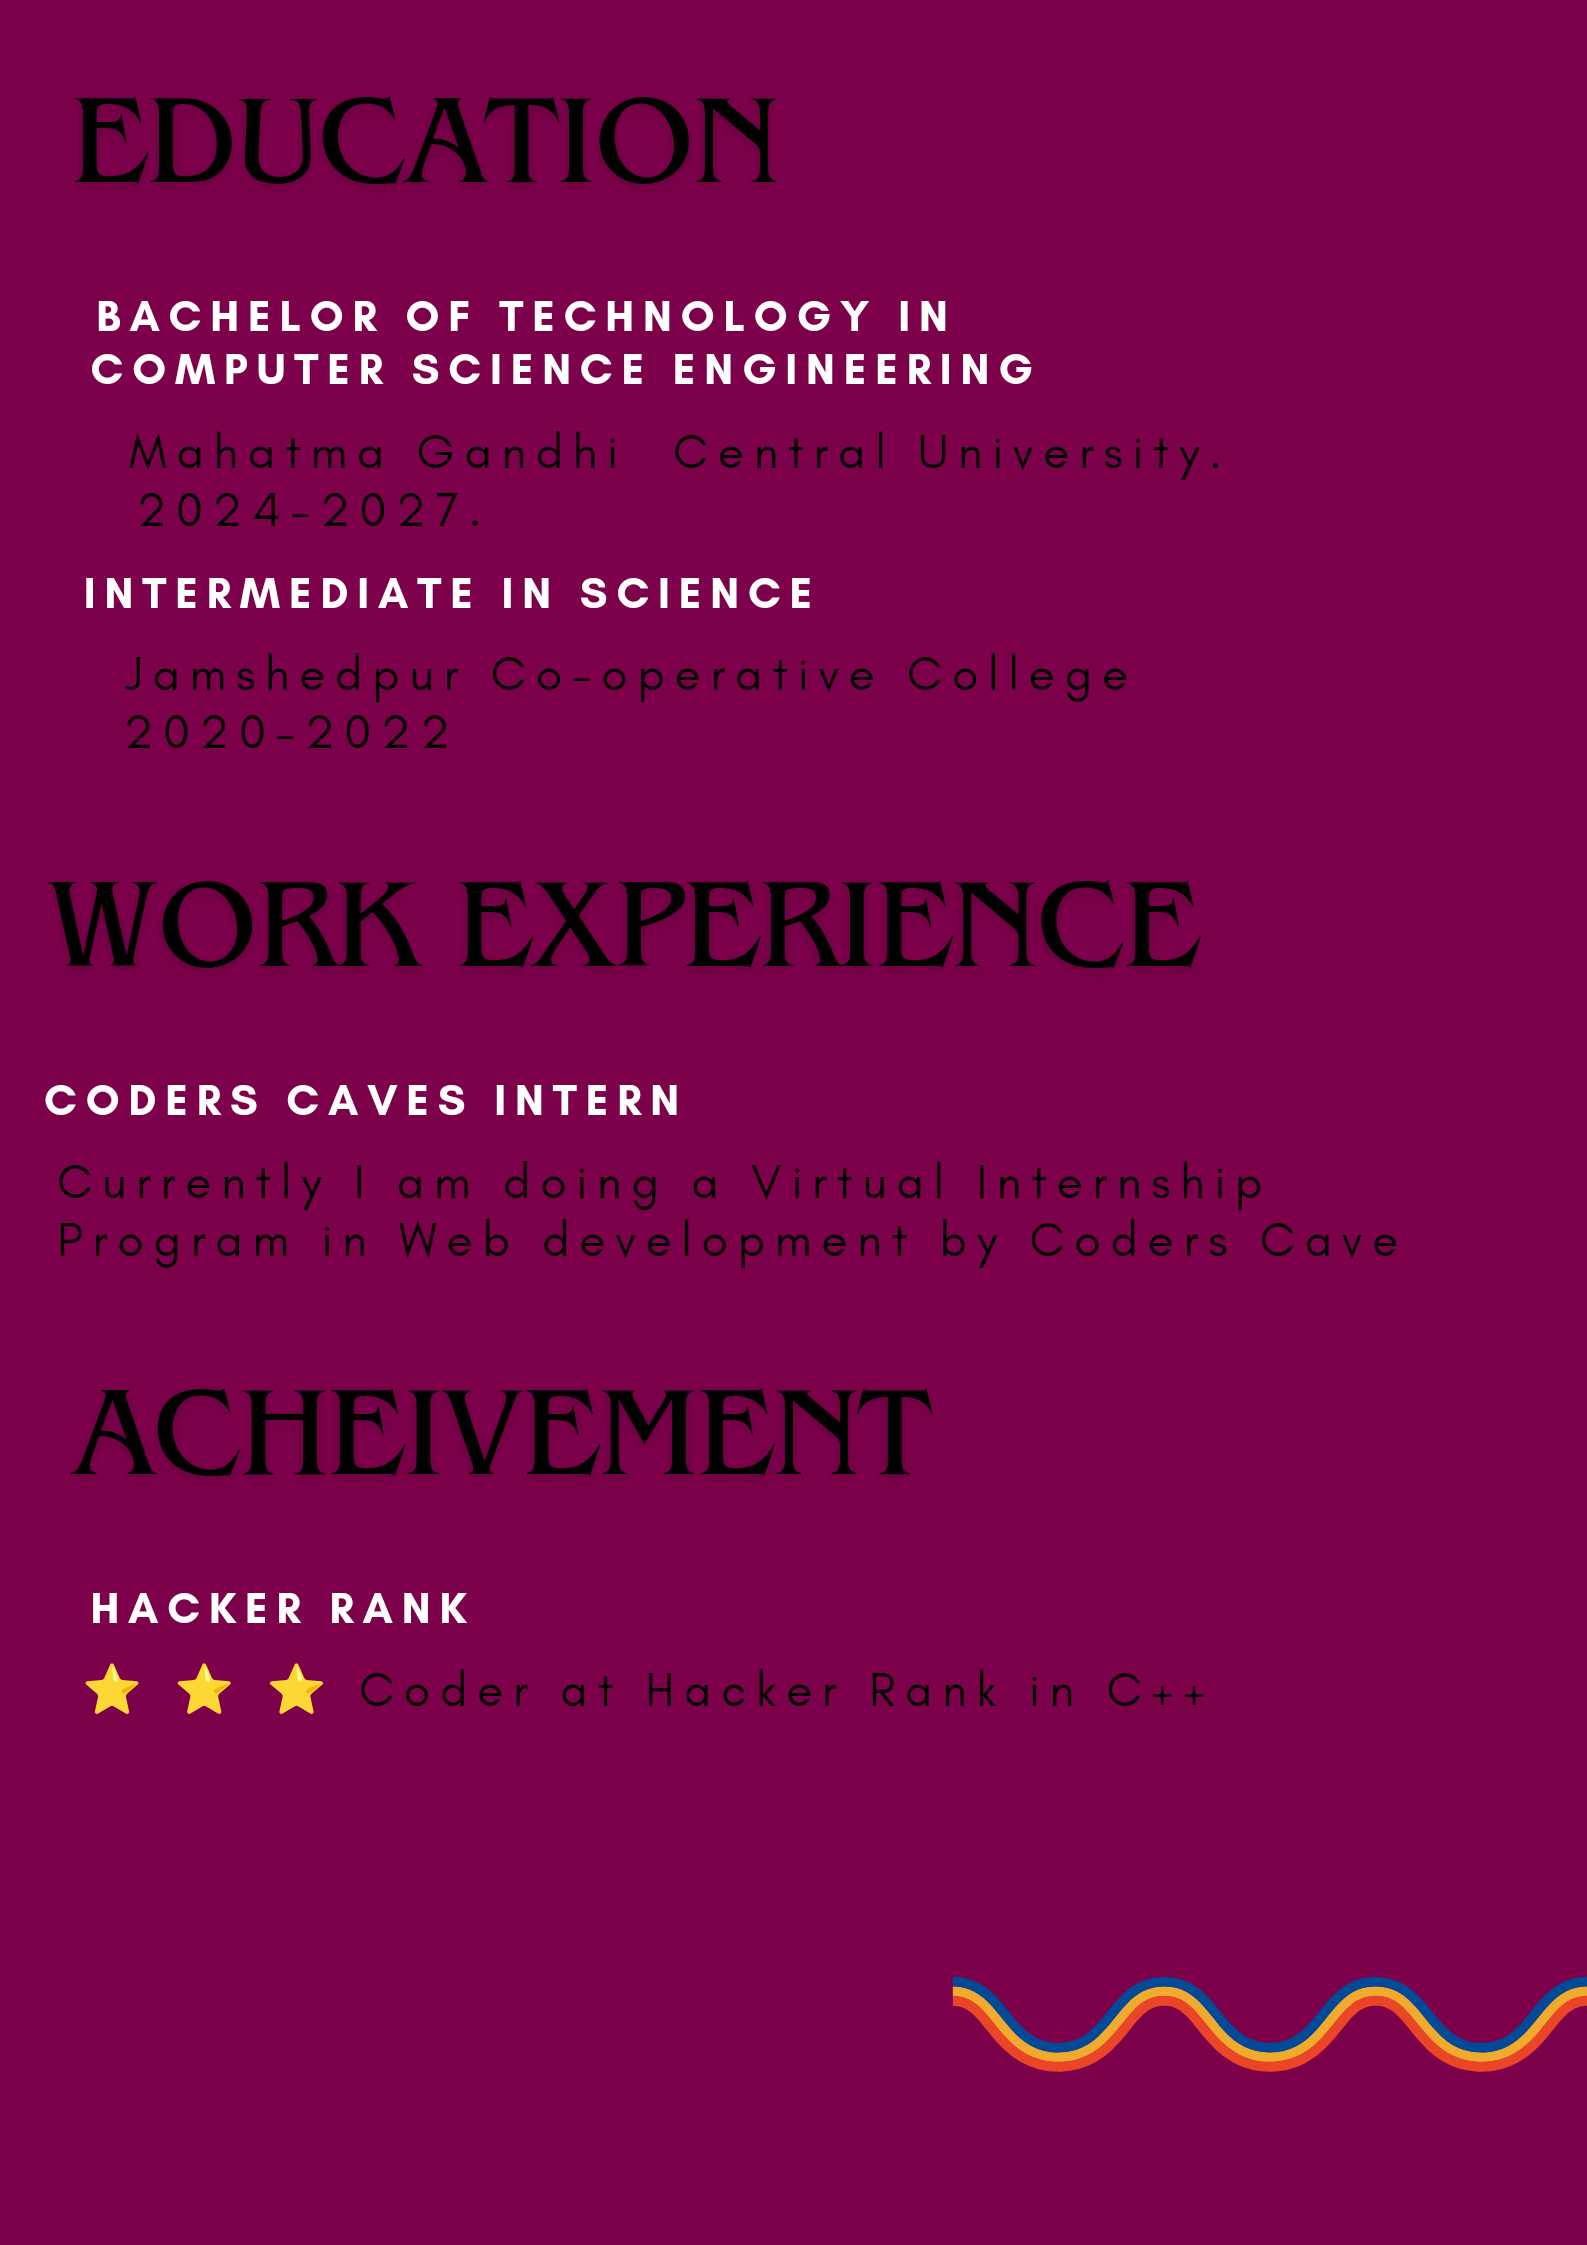 EDUCATION
BACHELOR OF TECHNOLOGY IN
COMPUTER SCIENCE ENGINEERING
Mahatma Gandhi  Central University.
2024-2027.
INTERMEDIATE IN SCIENCE
Jamshedpur Co-operative College
2020-2022
WORK EXPERIENCE
CODERS CAVES INTERN
Currently I am doing a Virtual Internship
Program in Web development by Coders Cave
ACHEIVEMENT
HACKER RANK
⭐ ⭐ ⭐ Coder at Hacker Rank in C++